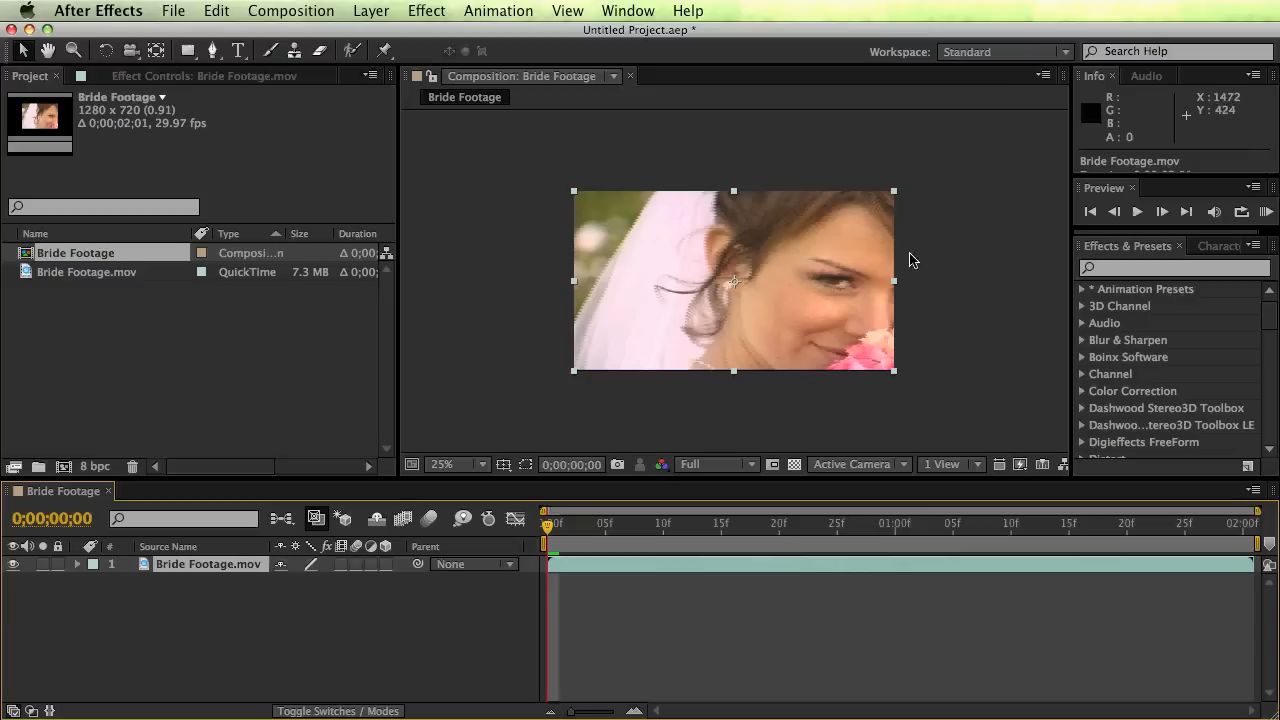 After Effects File Edit Composition Layer Effect Animation View Window Help
Untitled Project.aep *
Workspace: Standard Search Help
Project × Effect Controls: Bride Footage.mov Composition: Bride Footage × Info × Audio
Bride Footage
1280 x 720 (0.91)
Δ 0;00;02;01, 29.97 fps
Bride Footage
R :
G :
B :
A : 0
X : 1472
Y : 424
Bride Footage.mov
Preview ×
Name Type Size Duration
Bride Footage Composi...n Δ 0;00;
Bride Footage.mov QuickTime 7.3 MB Δ 0;00;
Effects & Presets × Charact
* Animation Presets
3D Channel
Audio
Blur & Sharpen
Boinx Software
Channel
Color Correction
Dashwood Stereo3D Toolbox
Dashwoo...tereo3D Toolbox LE
Digieffects FreeForm
8 bpc 25% 0;00;00;00 Full Active Camera 1 View
Bride Footage ×
0;00;00;00
05f 10f 15f 20f 25f 01:00f 05f 10f 15f 20f 25f 02:00f
# Source Name Parent
1 Bride Footage.mov None
Toggle Switches / Modes